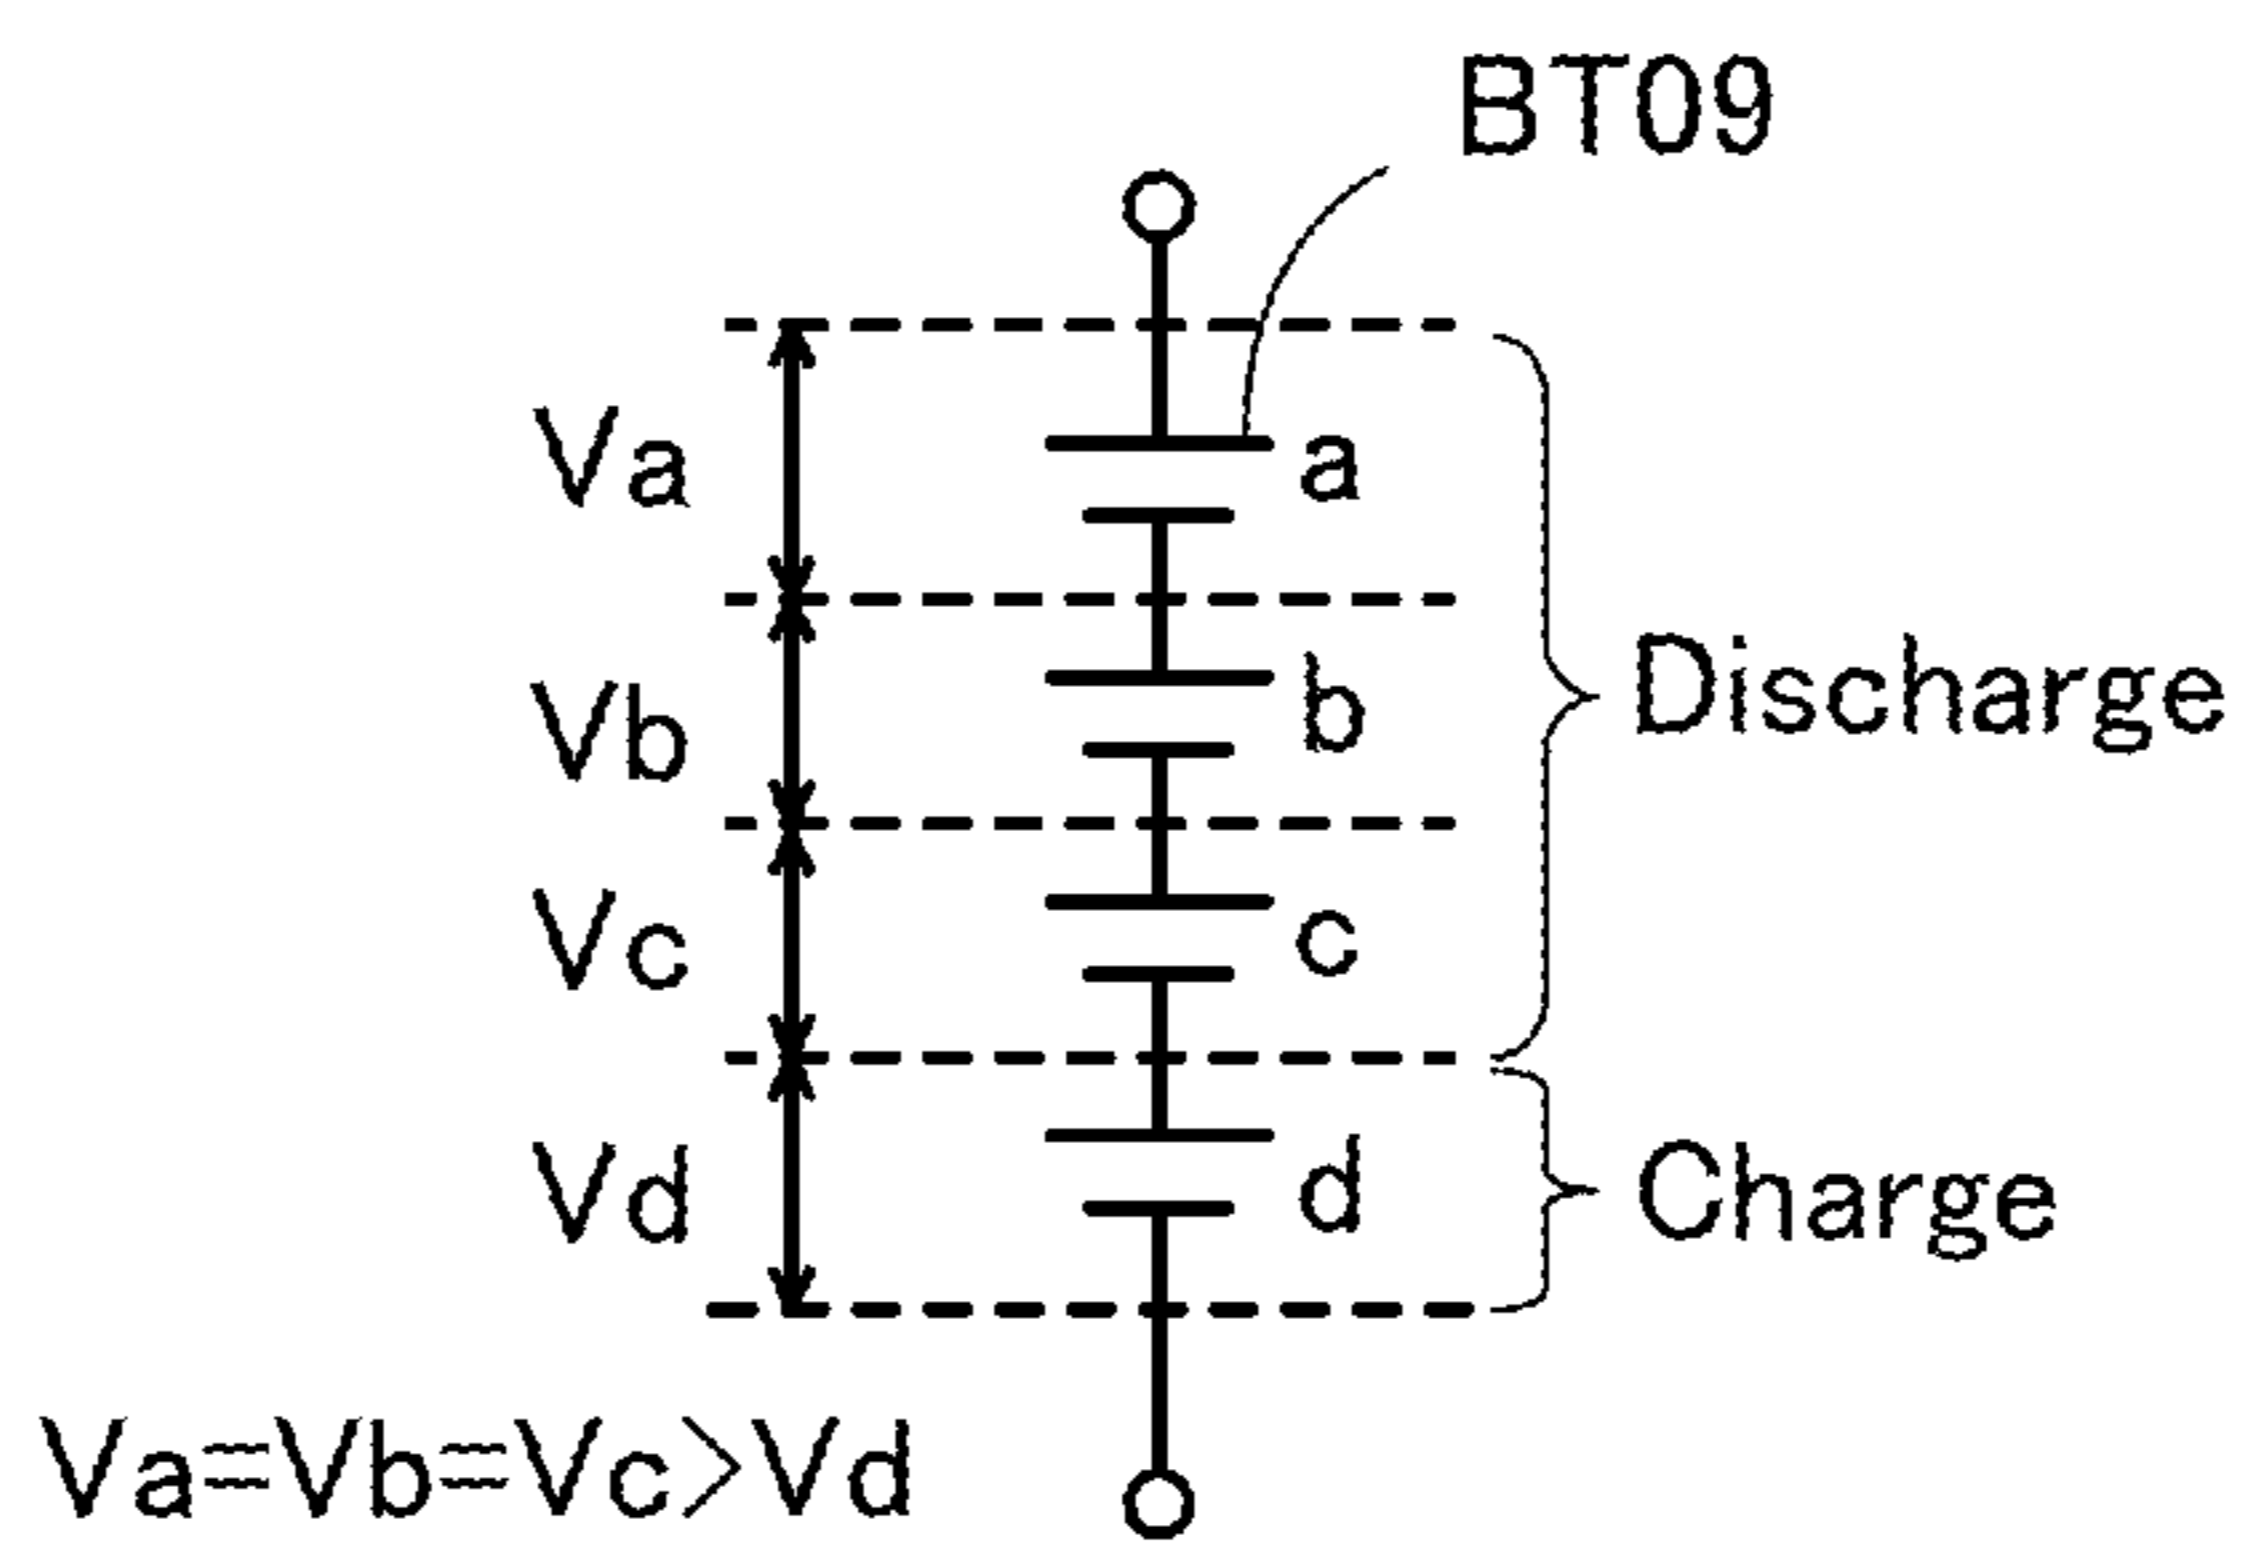 BT09
Va
a
Vb
b
Discharge
Vc
c
Vd
d
Charge
Va=Vb=Vc>Vd